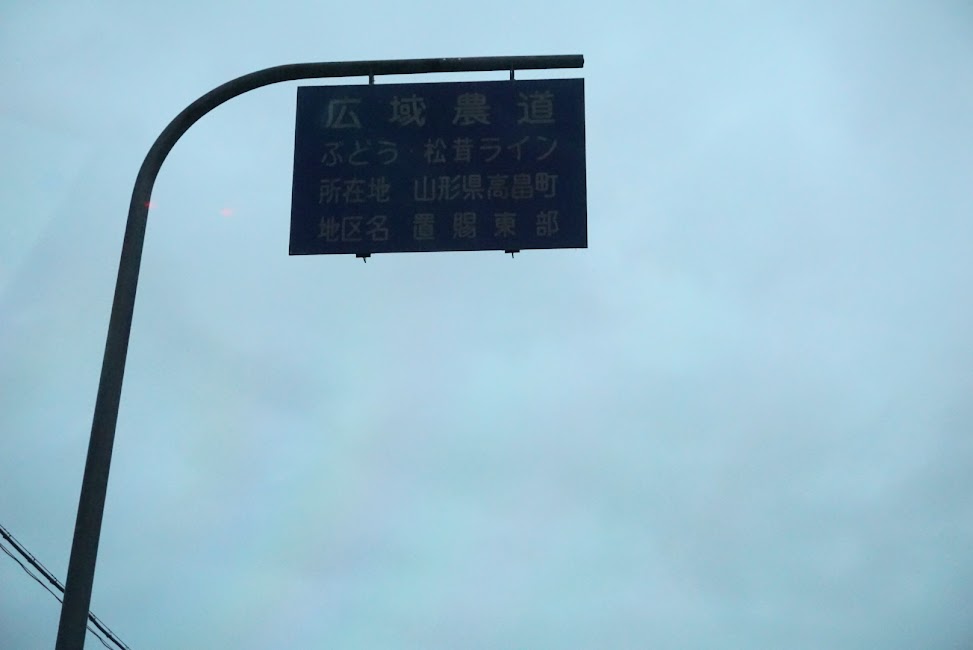 広域農道
ぶどう・松茸ライン
所在地 山形県高畠町
地区名 置賜東部